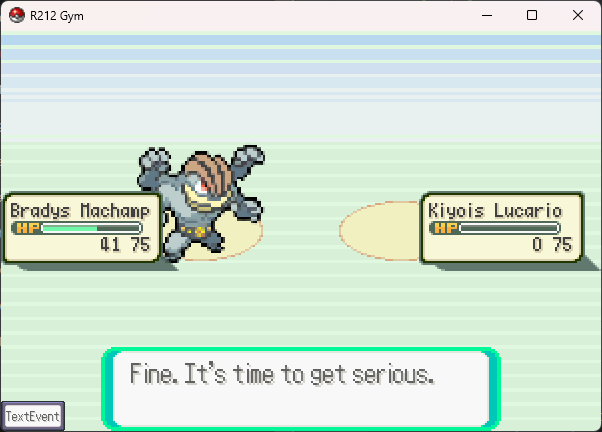 R212 Gym
Bradys Machamp
HP
41 75
Kiyois Lucario
HP
0 75
Fine. It's time to get serious.
TextEvent